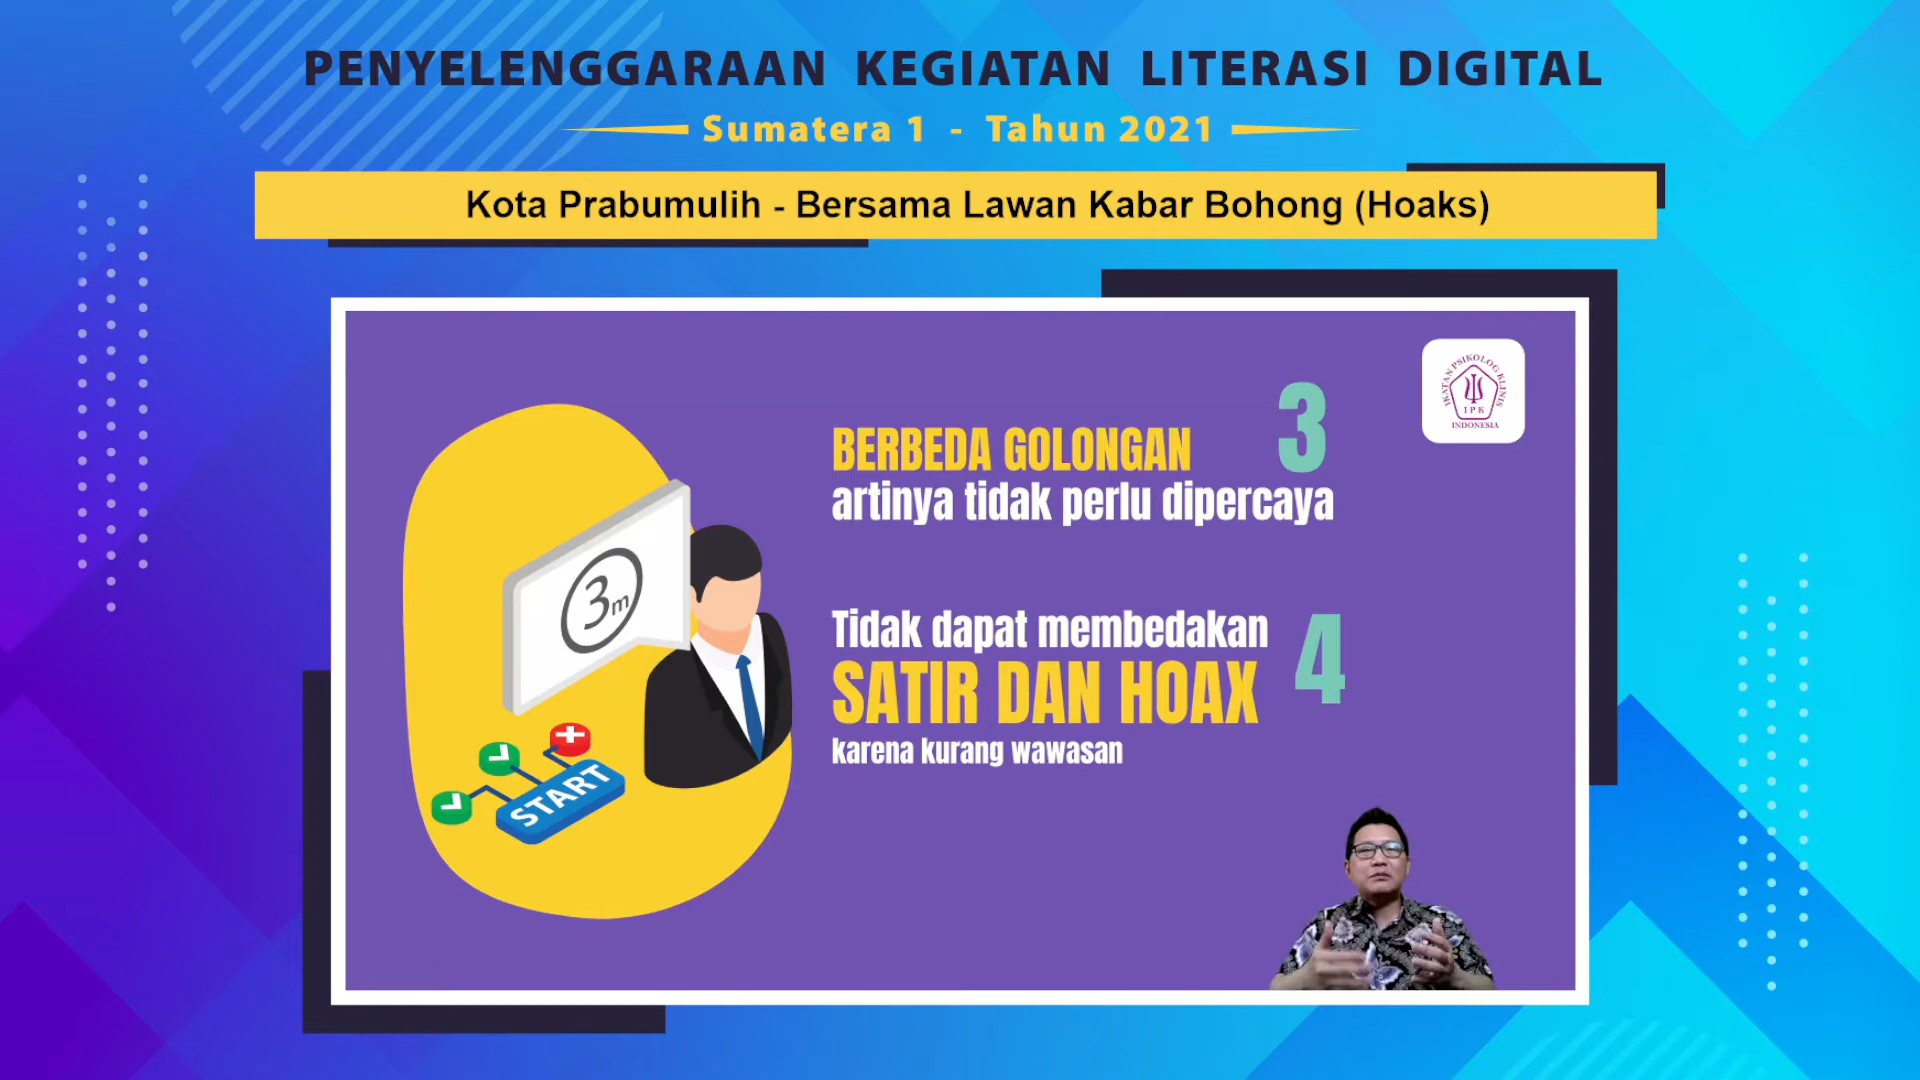 PENYELENGGARAAN KEGIATAN LITERASI DIGITAL
Sumatera 1 - Tahun 2021
Kota Prabumulih - Bersama Lawan Kabar Bohong (Hoaks)
IKATAN PSIKOLOG KLINIS
IPK
INDONESIA
3
BERBEDA GOLONGAN
artinya tidak perlu dipercaya
3m
Tidak dapat membedakan
4
SATIR DAN HOAX
karena kurang wawasan
START